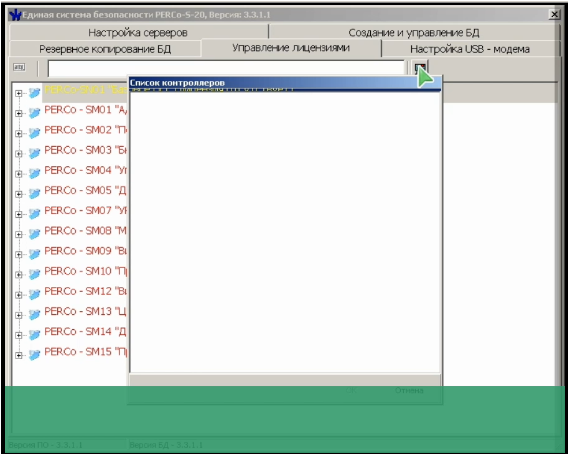 Единая система безопасности PERCo-S-20, Версия: 3.3.1.1
Настройка серверов
Создание и управление БД
Резервное копирование БД
Управление лицензиями
Настройка USB - модема
Список контроллеров
PERCo - SM01 "А
PERCo - SM02 "П
PERCo - SM03 "Б
PERCo - SM04 "У
PERCo - SM05 "Д
PERCo - SM07 "У
PERCo - SM08 "М
PERCo - SM09 "В
PERCo - SM10 "П
PERCo - SM12 "В
PERCo - SM13 "Ц
PERCo - SM14 "Д
PERCo - SM15 "П
Отмена
Версия ПО - 3.3.1.1
Версия БД - 3.3.1.1